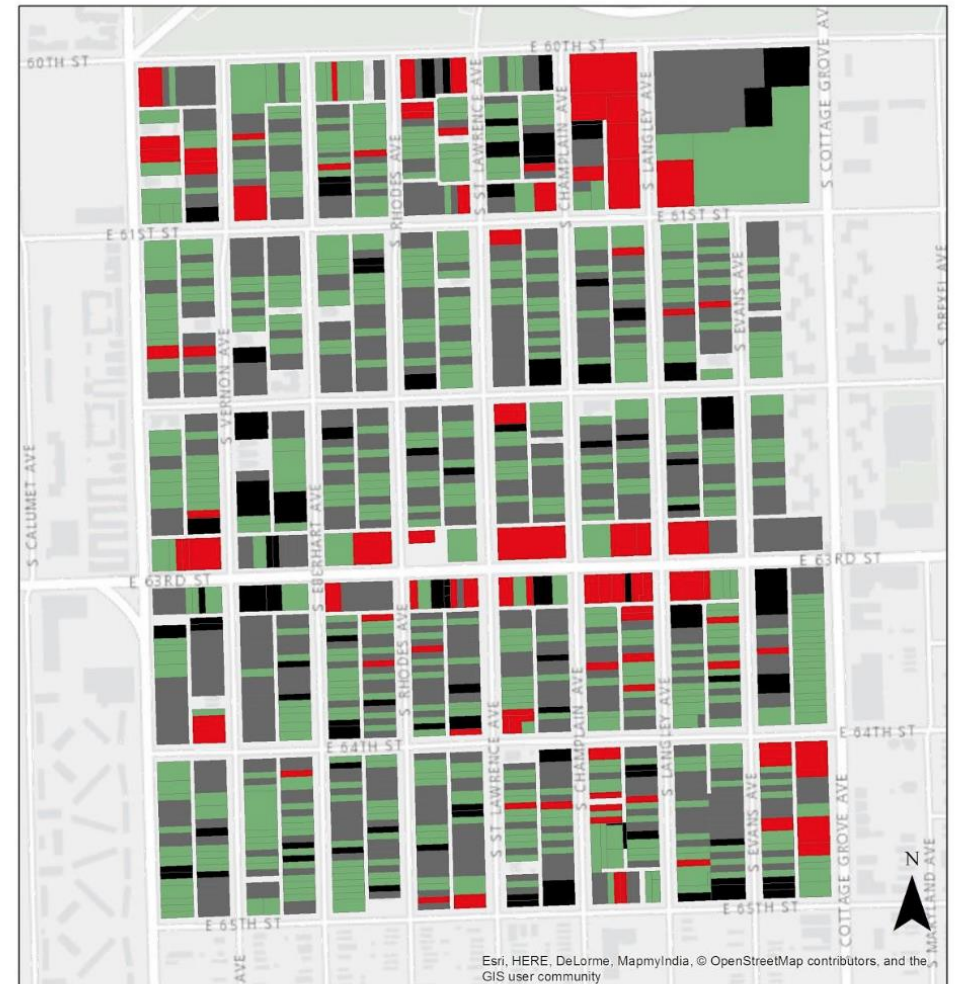 E 60TH ST
60TH ST
S COTTAGE GROVE AVE
S ST LAWRENCE AVE
S CHAMPLAIN AVE
S LANGLEY AVE
S RHODES AVE
E 61ST ST
E 61ST ST
S EVANS AVE
S DREXEL AVE
S VERNON AVE
S CALUMET AVE
S EBERHART AVE
E 63RD ST
E 63RD ST
S RHODES AVE
S ST LAWRENCE AVE
S CHAMPLAIN AVE
S LANGLEY AVE
E 64TH ST
E 64TH ST
S EVANS AVE
COTTAGE GROVE AVE
S MARYLAND AVE
N
E 65TH ST
E 65TH ST
AVE
Esri, HERE, DeLorme, MapmyIndia, © OpenStreetMap contributors, and the
GIS user community